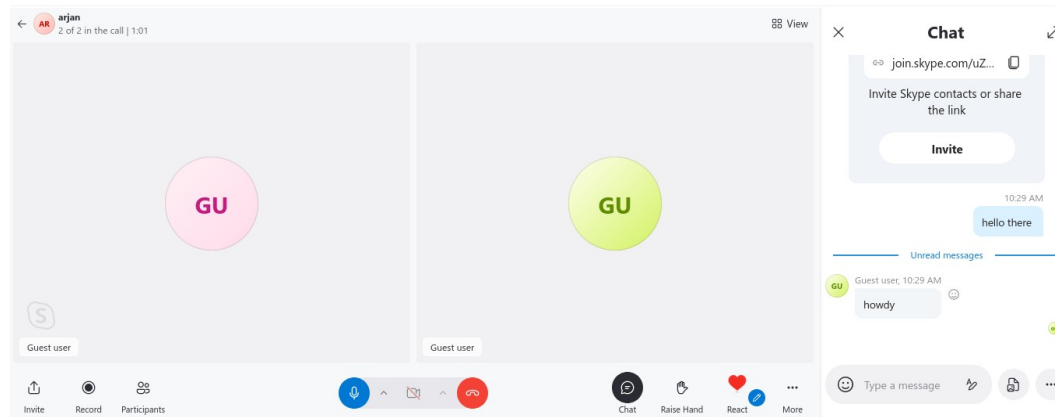 AR
arjan
2 of 2 in the call | 1:01
View
GU
Guest user
GU
Guest user
Invite
Record
Participants
Chat
Raise Hand
React
More
Chat
join.skype.com/uZ...
Invite Skype contacts or share
the link
Invite
10:29 AM
hello there
Unread messages
GU
Guest user, 10:29 AM
howdy
Type a message